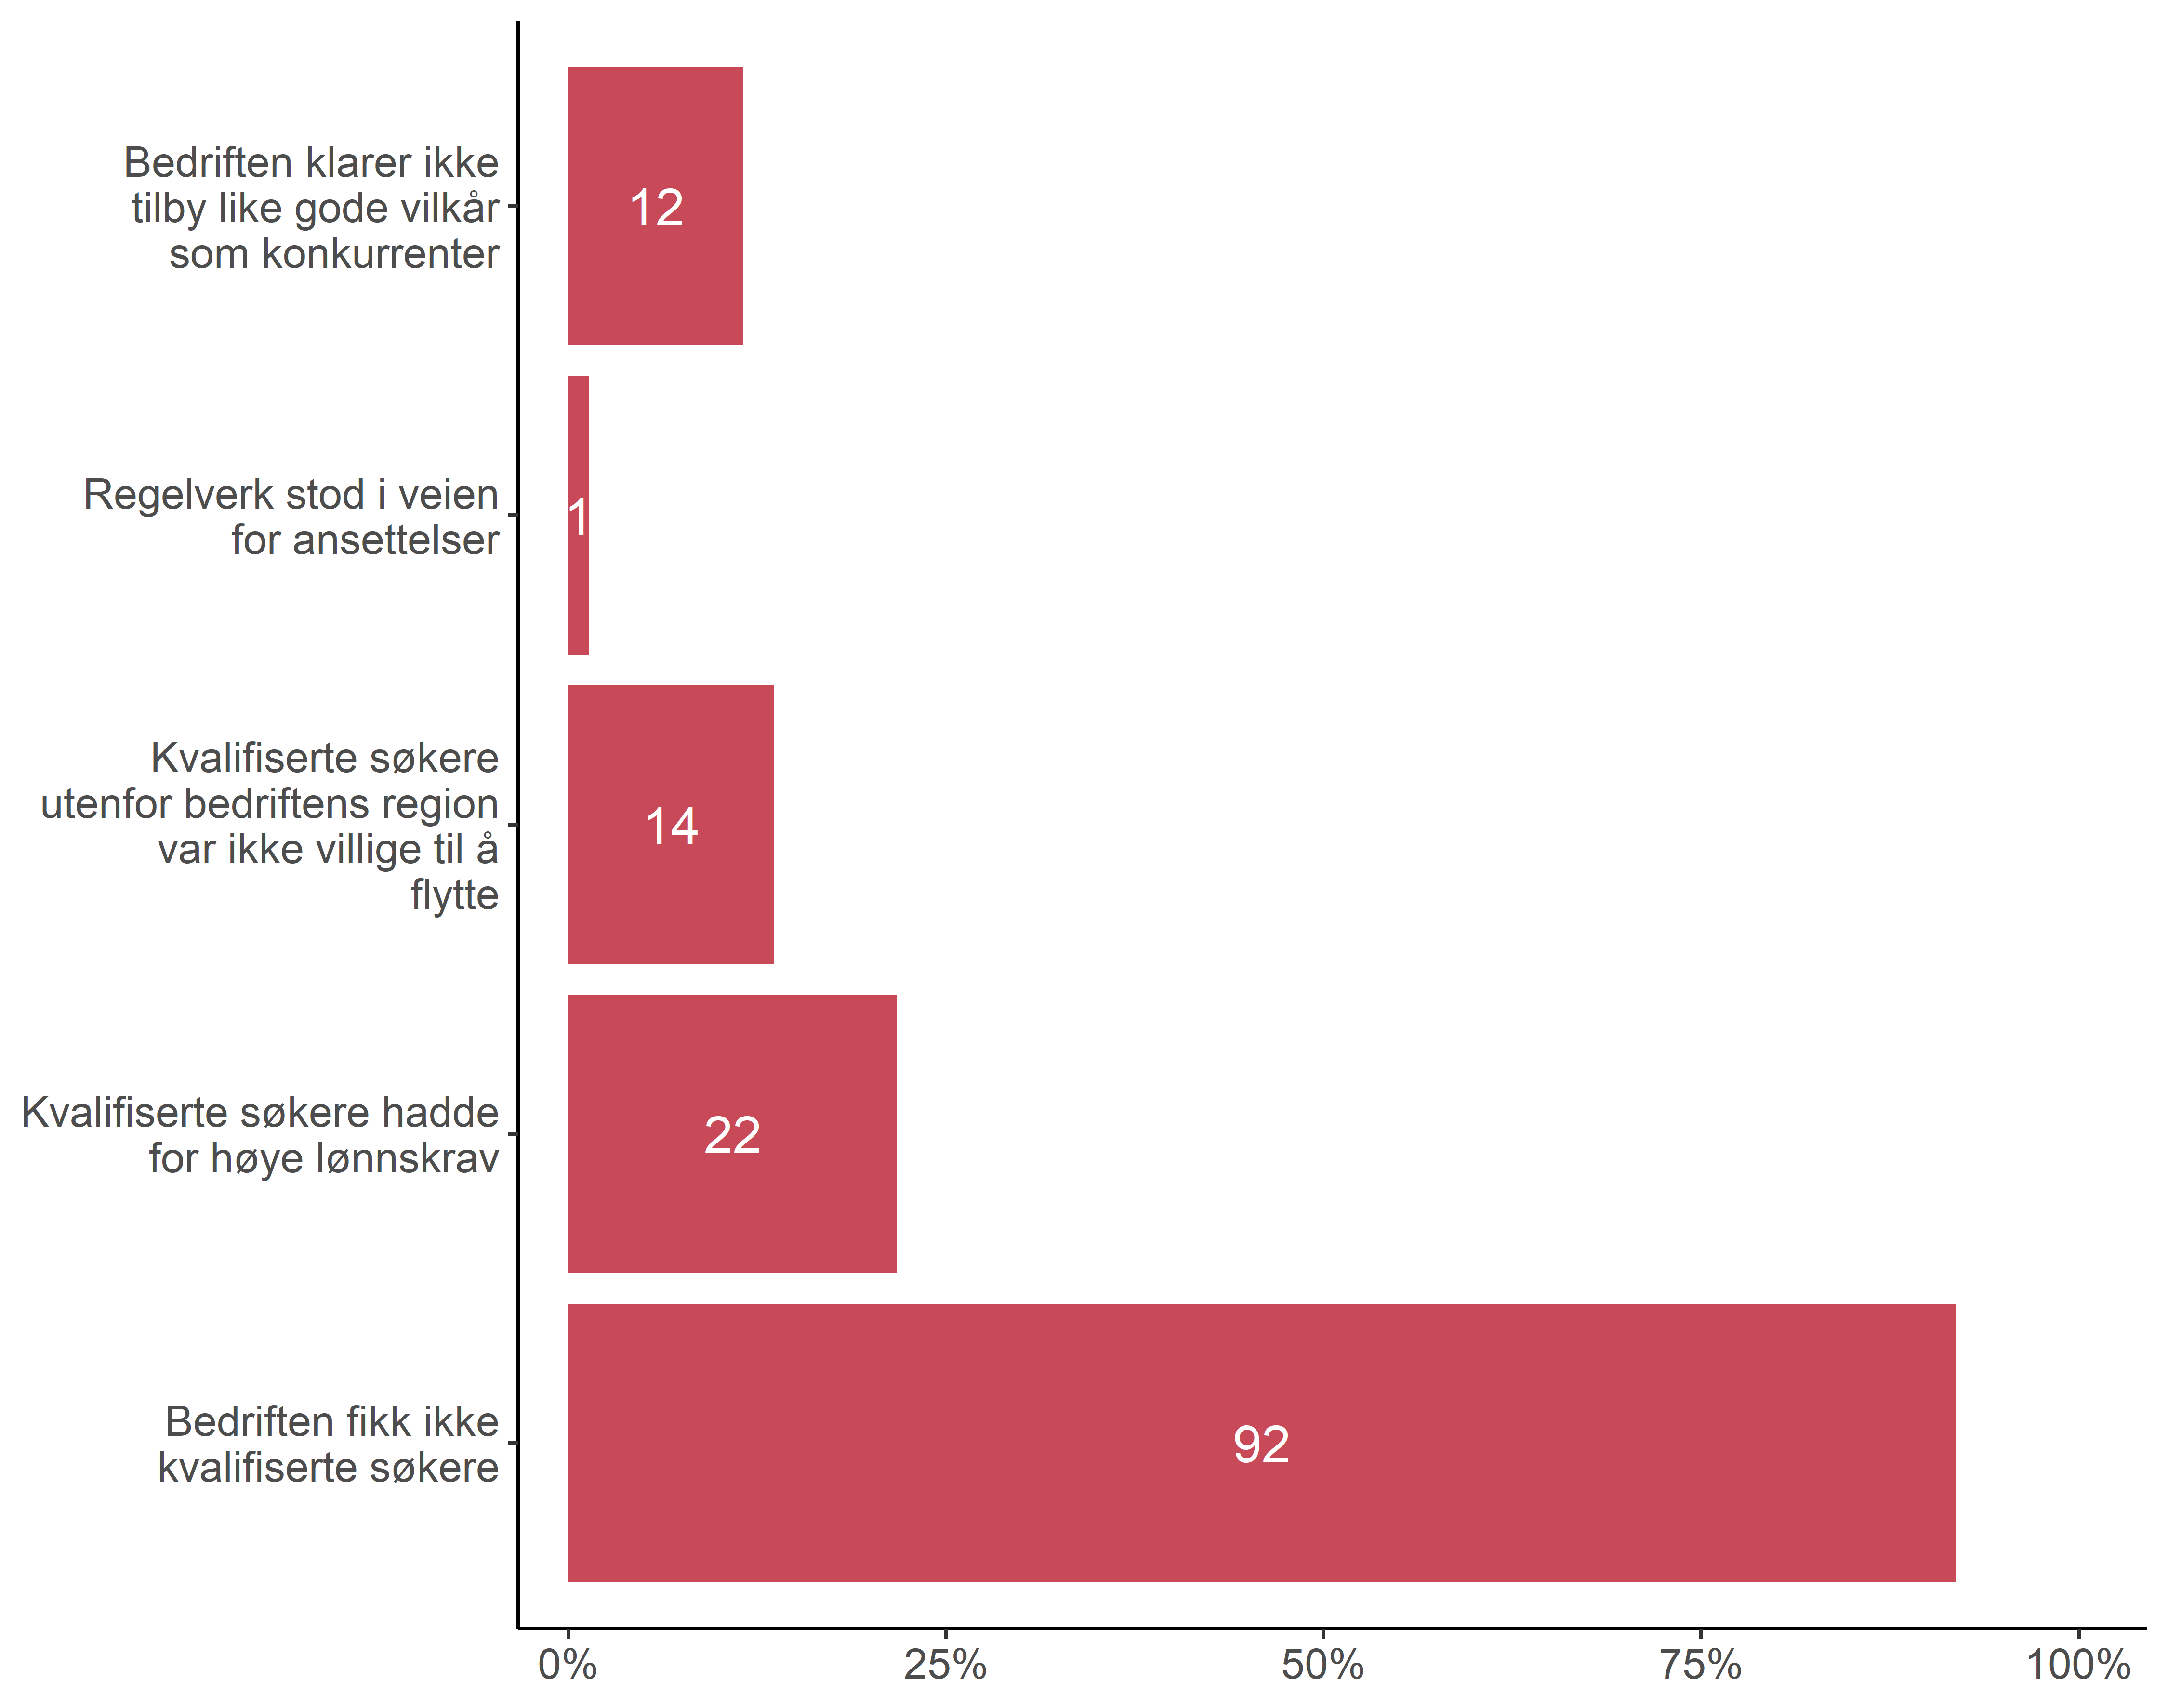 Bedriften klarer ikke
tilby like gode vilkår
som konkurrenter
12
Regelverk stod i veien
for ansettelser
1
Kvalifiserte søkere
utenfor bedriftens region
var ikke villige til å
flytte
14
Kvalifiserte søkere hadde
for høye lønnskrav
22
Bedriften fikk ikke
kvalifiserte søkere
92
0% 25% 50% 75% 100%